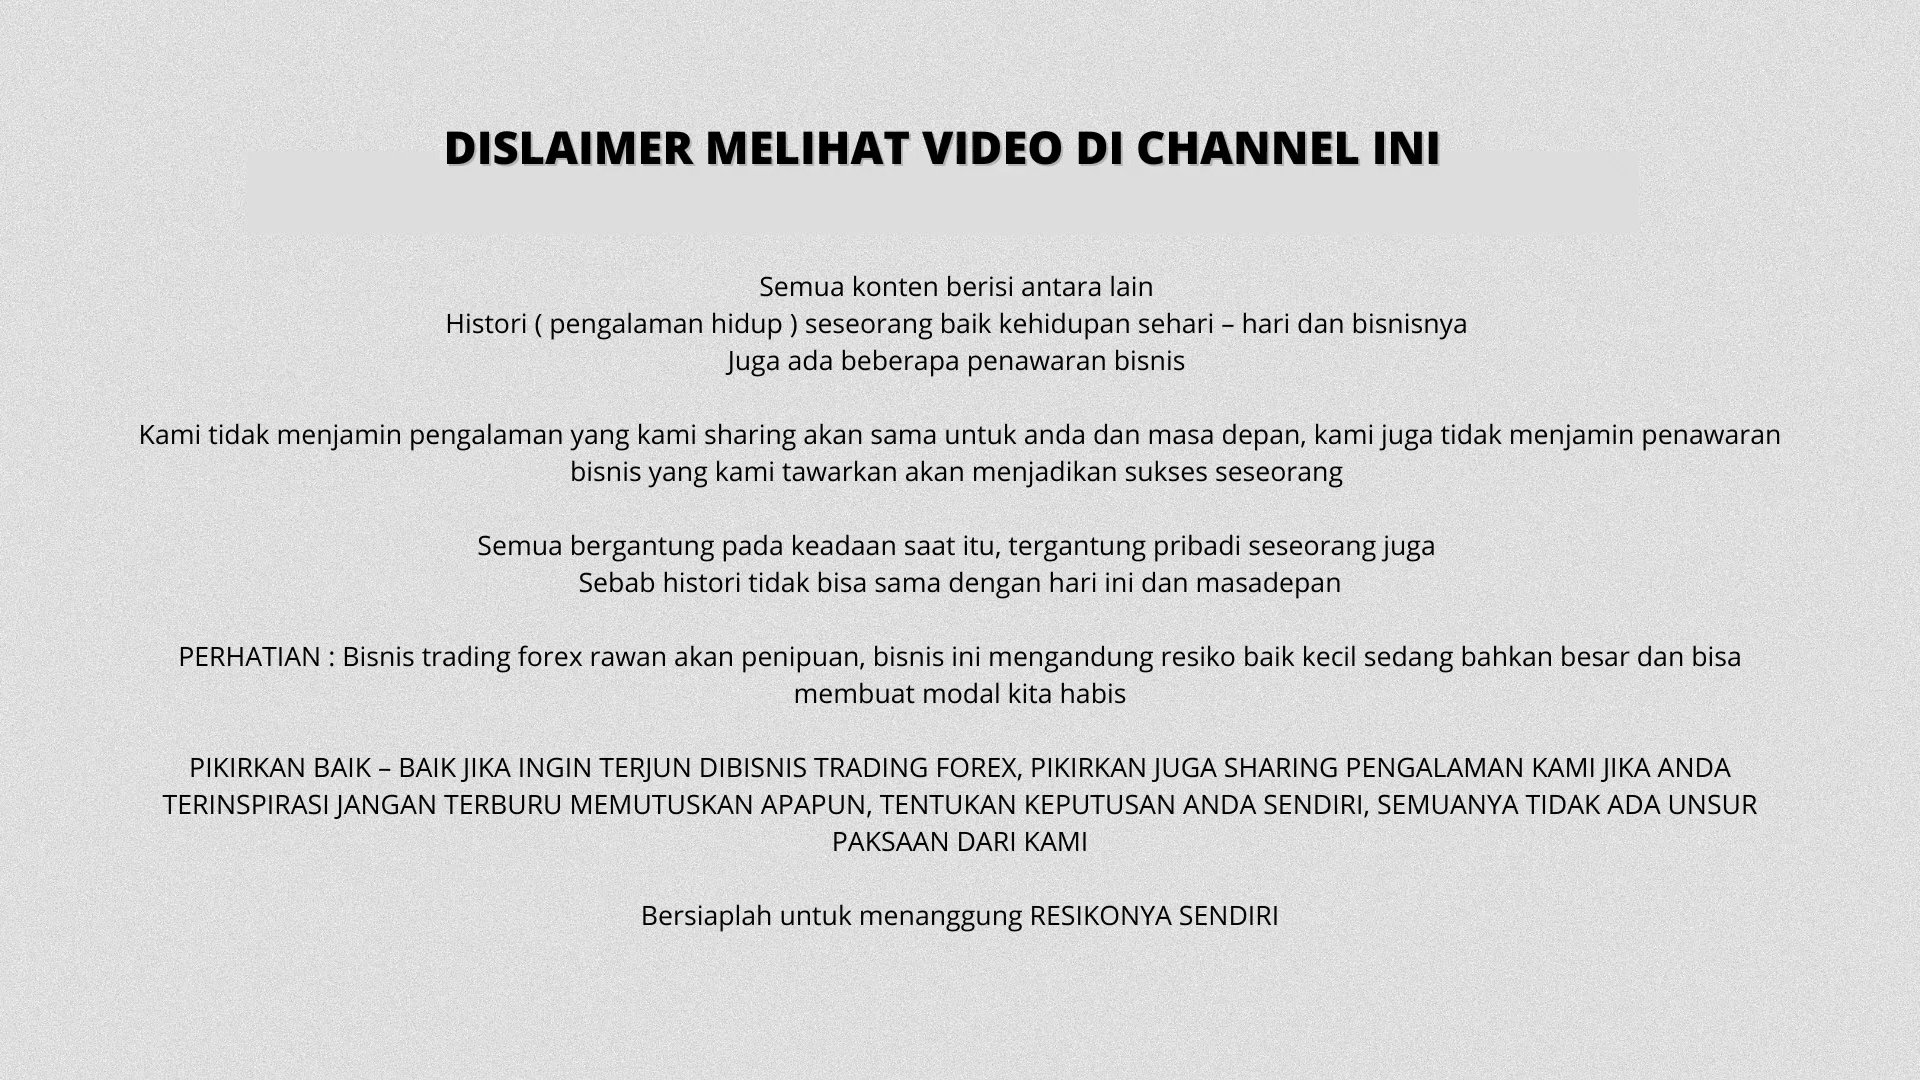 DISLAIMER MELIHAT VIDEO DI CHANNEL INI
Semua konten berisi antara lain
Histori ( pengalaman hidup ) seseorang baik kehidupan sehari – hari dan bisnisnya
Juga ada beberapa penawaran bisnis
Kami tidak menjamin pengalaman yang kami sharing akan sama untuk anda dan masa depan, kami juga tidak menjamin penawaran
bisnis yang kami tawarkan akan menjadikan sukses seseorang
Semua bergantung pada keadaan saat itu, tergantung pribadi seseorang juga
Sebab histori tidak bisa sama dengan hari ini dan masadepan
PERHATIAN : Bisnis trading forex rawan akan penipuan, bisnis ini mengandung resiko baik kecil sedang bahkan besar dan bisa
membuat modal kita habis
PIKIRKAN BAIK – BAIK JIKA INGIN TERJUN DIBISNIS TRADING FOREX, PIKIRKAN JUGA SHARING PENGALAMAN KAMI JIKA ANDA
TERINSPIRASI JANGAN TERBURU MEMUTUSKAN APAPUN, TENTUKAN KEPUTUSAN ANDA SENDIRI, SEMUANYA TIDAK ADA UNSUR
PAKSAAN DARI KAMI
Bersiaplah untuk menanggung RESIKONYA SENDIRI